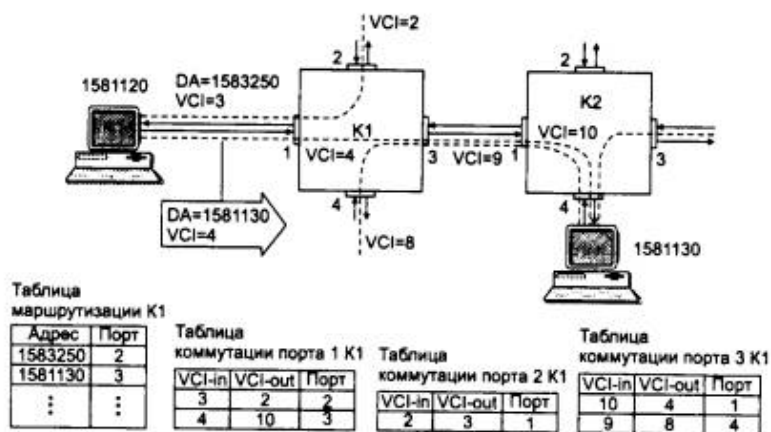 VCI=2
2
1581120
DA=1583250
VCI=3
K1
1
VCI=4
3
VCI=9
4
DA=1581130
VCI=4
VCI=8
2
K2
VCI=10
1
3
4
1581130
Таблица
маршрутизации K1
Адрес Порт
1583250 2
1581130 3
⋮ ⋮
Таблица
коммутации порта 1 K1
VCI-in VCI-out Порт
3 2 2
4 10 3
Таблица
коммутации порта 2 K1
VCI-in VCI-out Порт
2 3 1
Таблица
коммутации порта 3 K1
VCI-in VCI-out Порт
10 4 1
9 8 4